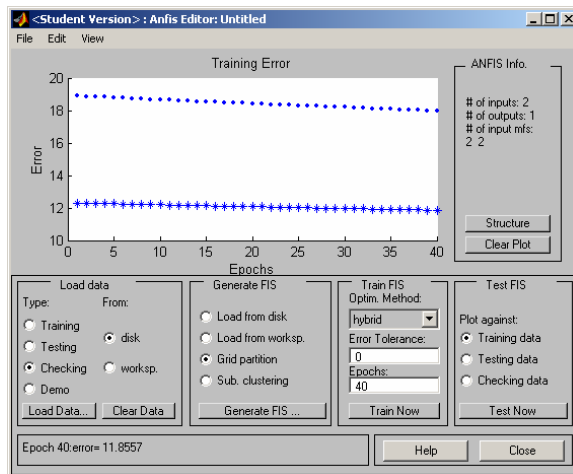 <Student Version> : Anfis Editor: Untitled
File Edit View
Training Error
20
18
16
14
12
10
Error
0 5 10 15 20 25 30 35 40
Epochs
ANFIS Info.
# of inputs: 2
# of outputs: 1
# of input mfs:
2 2
Structure
Clear Plot
Load data
Type: From:
Training
Testing
Checking
Demo
disk
worksp.
Load Data... Clear Data
Generate FIS
Load from disk
Load from worksp.
Grid partition
Sub. clustering
Generate FIS ...
Train FIS
Optim. Method:
hybrid
Error Tolerance:
0
Epochs:
40
Train Now
Test FIS
Plot against:
Training data
Testing data
Checking data
Test Now
Epoch 40:error= 11.8557
Help Close